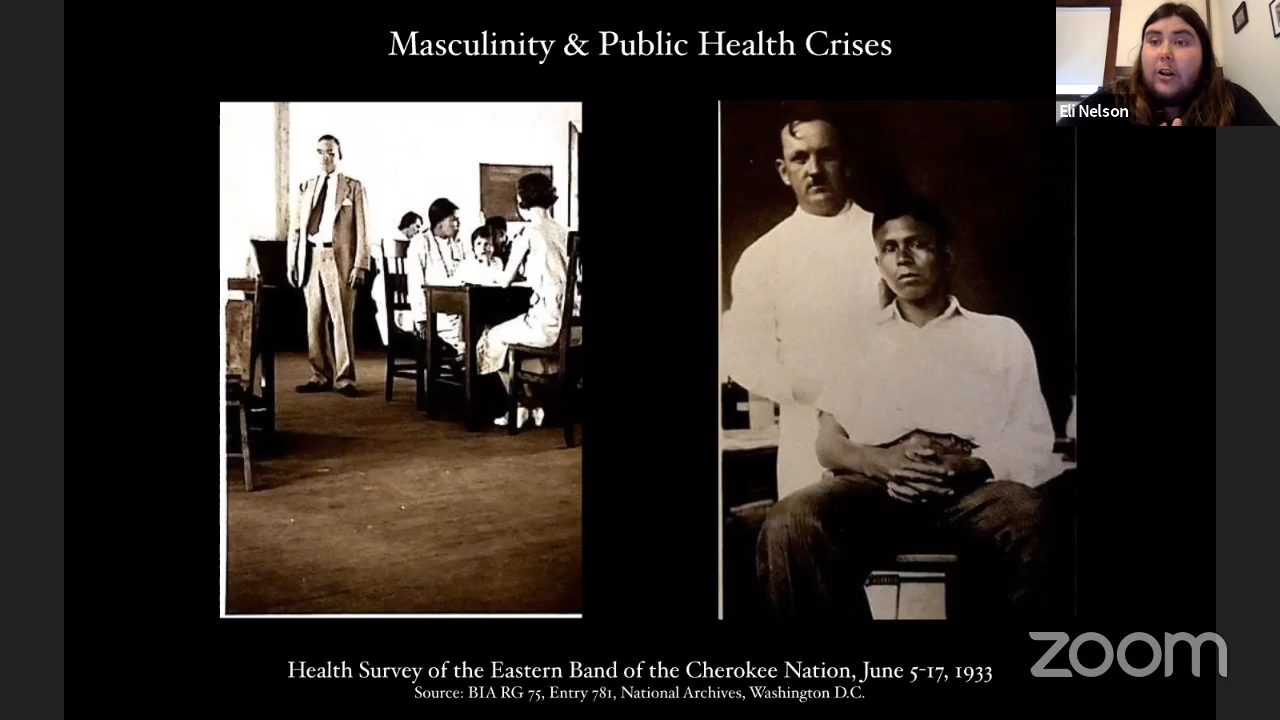 Masculinity & Public Health Crises
Eli Nelson
Health Survey of the Eastern Band of the Cherokee Nation, June 5-17, 1933
Source: BIA RG 75, Entry 781, National Archives, Washington D.C.
zoom